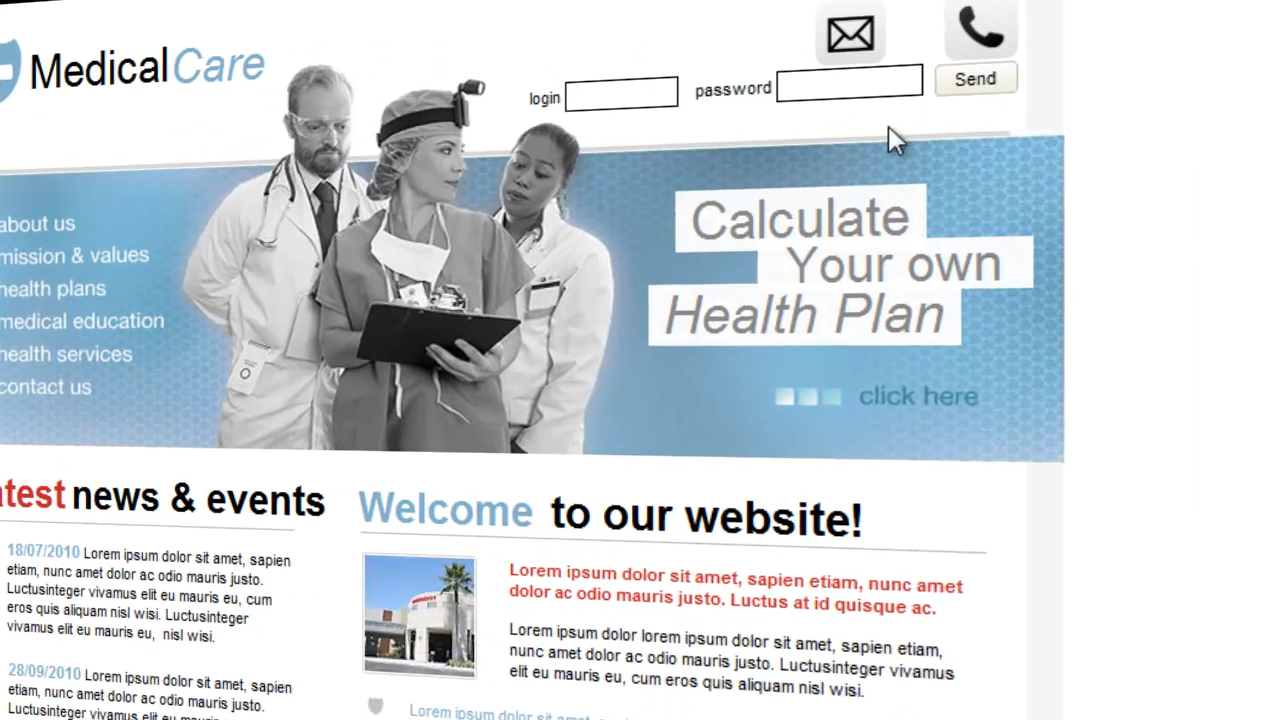 MedicalCare
login
password
Send
about us
mission & values
health plans
medical education
health services
contact us
Calculate
Your own
Health Plan
click here
atest news & events
18/07/2010 Lorem ipsum dolor sit amet, sapien
etiam, nunc amet dolor ac odio mauris justo.
Luctusinteger vivamus elit eu mauris eu, cum
eros quis aliquam nisl wisi. Luctusinteger
vivamus elit eu mauris eu, nisl wisi.
28/09/2010 Lorem ipsum dolor sit amet, sapien
etiam, nunc amet dolor ac odio mauris justo.
Luctusinteger vivamus elit eu mauris eu, cum
Welcome to our website!
Lorem ipsum dolor sit amet, sapien etiam, nunc amet
dolor ac odio mauris justo. Luctus at id quisque ac.
Lorem ipsum dolor lorem ipsum dolor sit amet, sapien etiam,
nunc amet dolor ac odio mauris justo. Luctusinteger vivamus
elit eu mauris eu, cum eros quis aliquam nisl wisi.
Lorem ipsum dolor sit amet